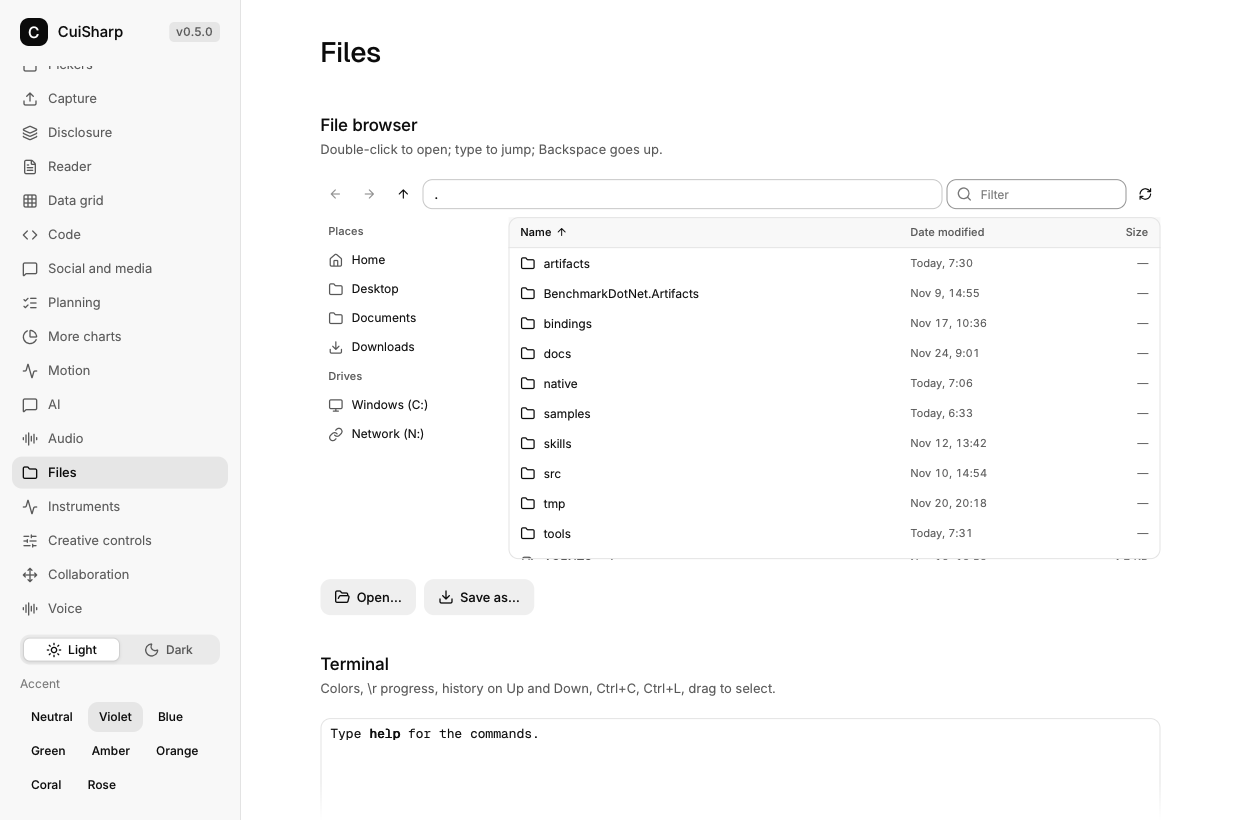 C CuiSharp v0.5.0
Pickers
Capture
Disclosure
Reader
Data grid
Code
Social and media
Planning
More charts
Motion
AI
Audio
Files
Instruments
Creative controls
Collaboration
Voice
Light Dark
Accent
Neutral Violet Blue
Green Amber Orange
Coral Rose
Files
File browser
Double-click to open; type to jump; Backspace goes up.
. Filter
Places
Home
Desktop
Documents
Downloads
Drives
Windows (C:)
Network (N:)
Name Date modified Size
artifacts Today, 7:30 —
BenchmarkDotNet.Artifacts Nov 9, 14:55 —
bindings Nov 17, 10:36 —
docs Nov 24, 9:01 —
native Today, 7:06 —
samples Today, 6:33 —
skills Nov 12, 13:42 —
src Nov 10, 14:54 —
tmp Nov 20, 20:18 —
tools Today, 7:31 —
Open... Save as...
Terminal
Colors, \r progress, history on Up and Down, Ctrl+C, Ctrl+L, drag to select.
Type help for the commands.